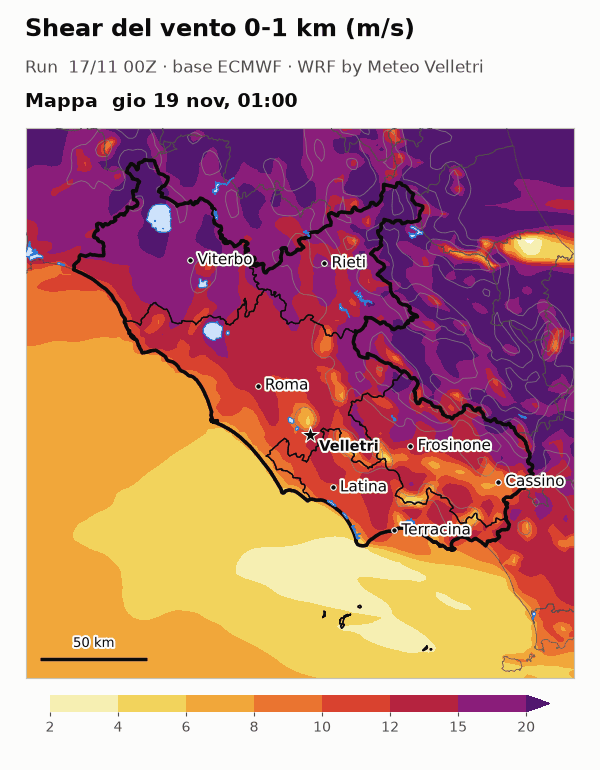 Shear del vento 0-1 km (m/s)
Run  17/11 00Z · base ECMWF · WRF by Meteo Velletri
Mappa  gio 19 nov, 01:00
Viterbo
Rieti
Roma
Velletri
Frosinone
Latina
Cassino
Terracina
50 km
2 4 6 8 10 12 15 20